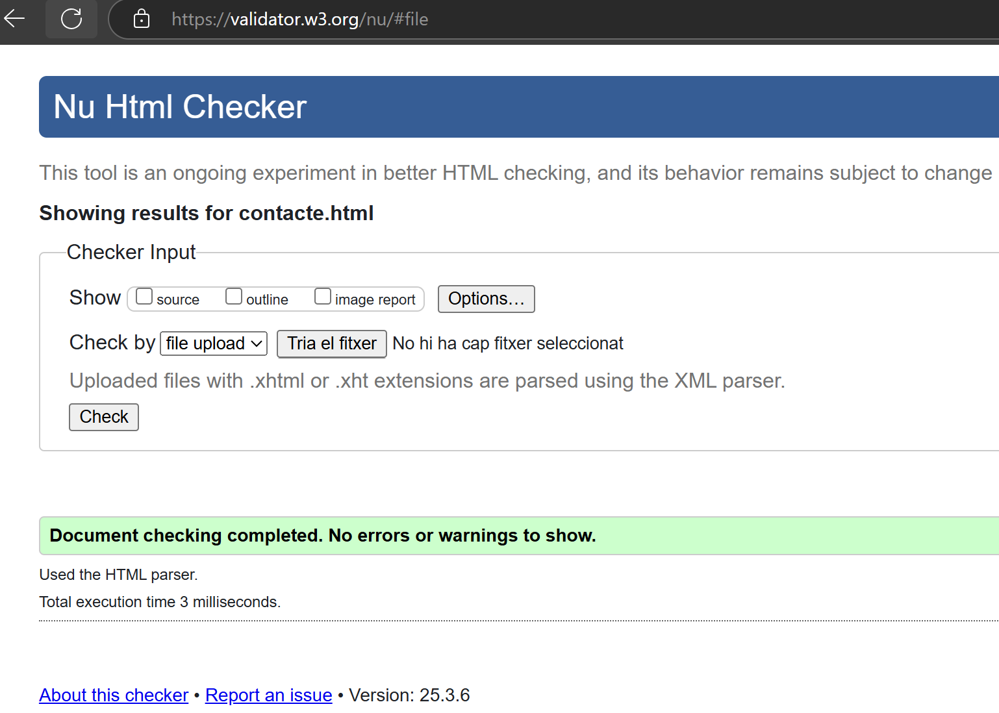 https://validator.w3.org/nu/#file
Nu Html Checker
This tool is an ongoing experiment in better HTML checking, and its behavior remains subject to change
Showing results for contacte.html
Checker Input
Show source outline image report Options…
Check by file upload Tria el fitxer No hi ha cap fitxer seleccionat
Uploaded files with .xhtml or .xht extensions are parsed using the XML parser.
Check
Document checking completed. No errors or warnings to show.
Used the HTML parser.
Total execution time 3 milliseconds.
About this checker • Report an issue • Version: 25.3.6